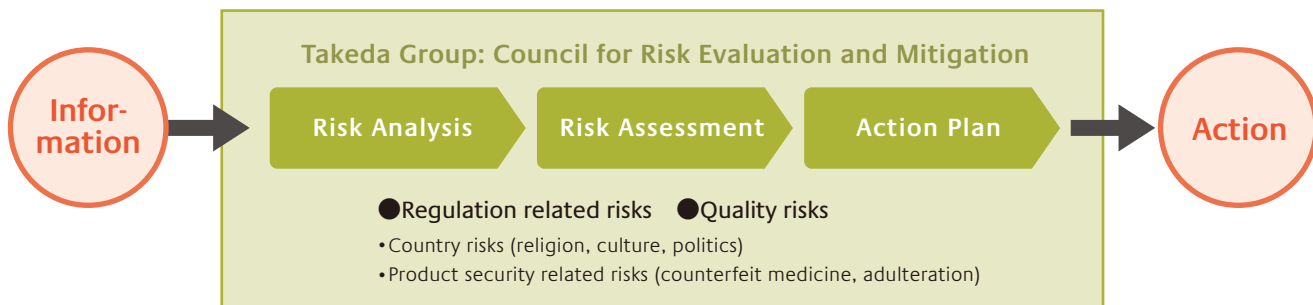 Takeda Group: Council for Risk Evaluation and Mitigation
Infor-
mation
Risk Analysis
Risk Assessment
Action Plan
Action
●Regulation related risks ●Quality risks
•Country risks (religion, culture, politics)
•Product security related risks (counterfeit medicine, adulteration)